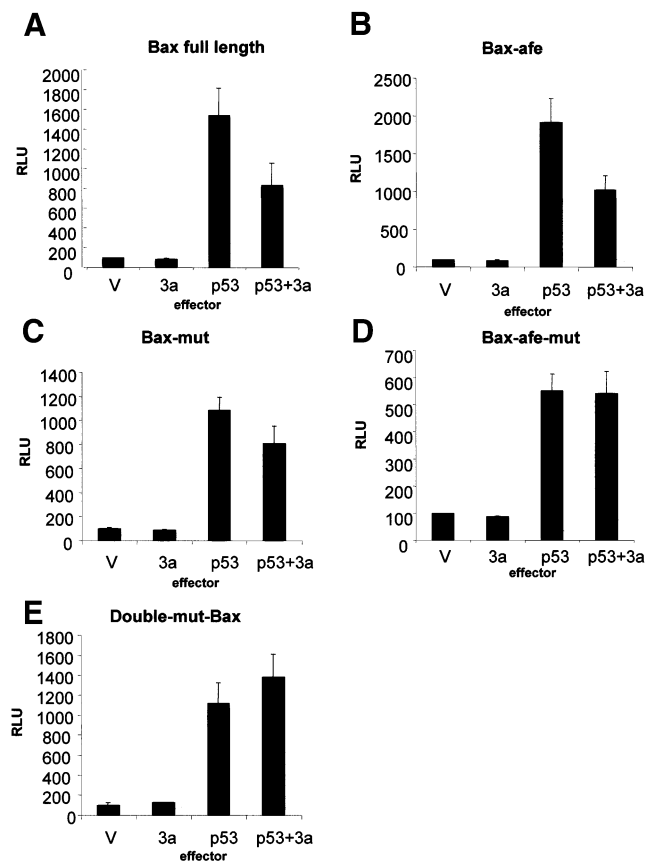 A
Bax full length
2000
1800
1600
1400
1200
1000
800
600
400
200
0
RLU
V 3a p53 p53+3a
effector
B
Bax-afe
2500
2000
1500
1000
500
0
RLU
V 3a p53 p53+3a
effector
C
Bax-mut
1400
1200
1000
800
600
400
200
0
RLU
V 3a p53 p53+3a
effector
D
Bax-afe-mut
700
600
500
400
300
200
100
0
RLU
V 3a p53 p53+3a
effector
E
Double-mut-Bax
1800
1600
1400
1200
1000
800
600
400
200
0
RLU
V 3a p53 p53+3a
effector